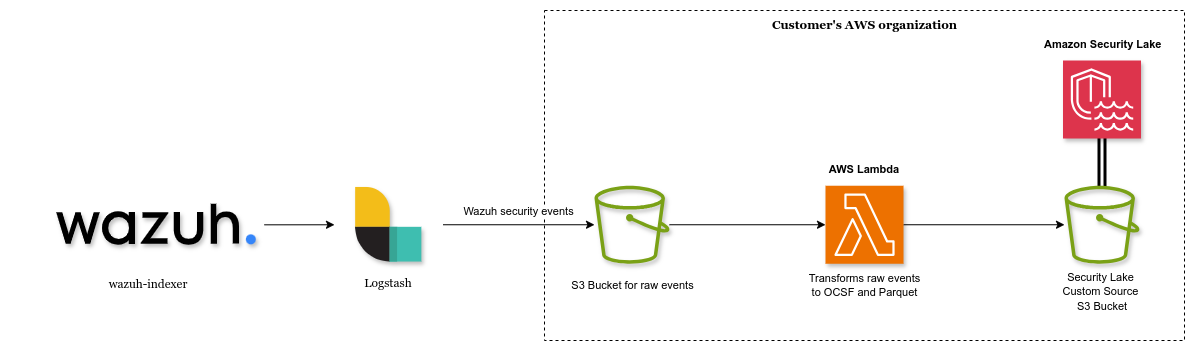 Customer's AWS organization
Amazon Security Lake
AWS Lambda
Wazuh security events
wazuh.
wazuh-indexer
Logstash
S3 Bucket for raw events
Transforms raw events
to OCSF and Parquet
Security Lake
Custom Source
S3 Bucket